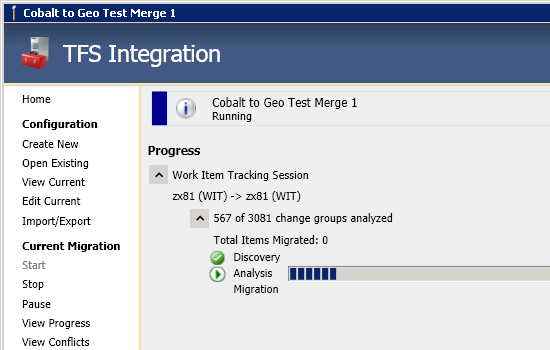 Cobalt to Geo Test Merge 1
TFS Integration
Home
Configuration
Create New
Open Existing
View Current
Edit Current
Import/Export
Current Migration
Start
Stop
Pause
View Progress
View Conflicts
Cobalt to Geo Test Merge 1
Running
Progress
Work Item Tracking Session
zx81 (WIT) -> zx81 (WIT)
567 of 3081 change groups analyzed
Total Items Migrated: 0
Discovery
Analysis
Migration